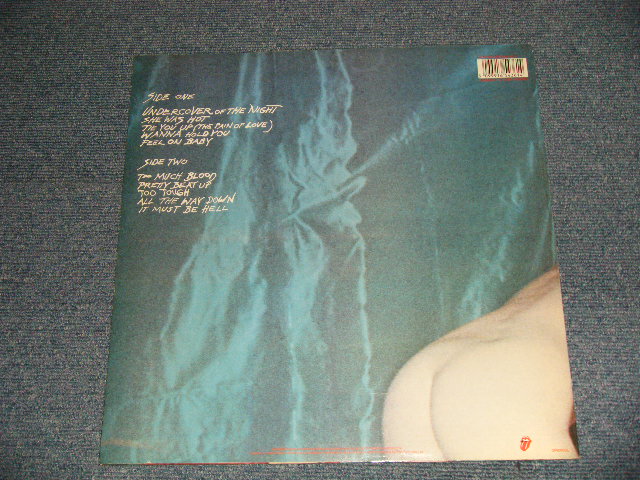 SIDE ONE
UNDERCOVER OF THE NIGHT
SHE WAS HOT
TIE YOU UP (THE PAIN OF LOVE)
WANNA HOLD YOU
FEEL ON BABY
SIDE TWO
TOO MUCH BLOOD
PRETTY BEAT UP
TOO TOUGH
ALL THE WAY DOWN
IT MUST BE HELL